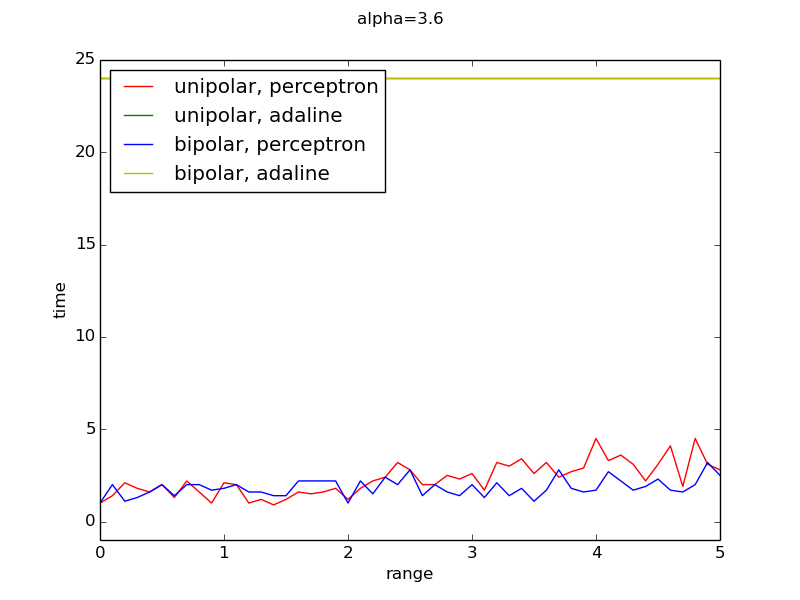 alpha=3.6
25
20
15
10
5
0
time
unipolar, perceptron
unipolar, adaline
bipolar, perceptron
bipolar, adaline
0 1 2 3 4 5
range